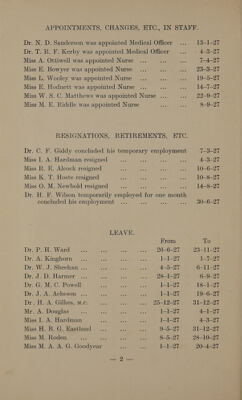 APPOINTMENTS, CHANGES, ETC., IN STAFF.
Dr. N. D. Sanderson was appointed Medical Officer ... 13-1-27
Dr. T. R. F. Kerby was appointed Medical Officer ... 4-3-27
Miss A. Ottiwell was appointed Nurse ... ... ... 7-4-27
Miss E. Bowyer was appointed Nurse ... ... ... 23-3-27
Miss L. Wooley was appointed Nurse ... ... ... 19-5-27
Miss E. Hodnett was appointed Nurse ... ... ... 14-7-27
Miss W. S. C. Matthews was appointed Nurse ... ... 22-9-27
Miss M. E. Riddle was appointed Nurse ... ... 8-9-27
RESIGNATIONS, RETIREMENTS, ETC.
Dr. C. F. Giddy concluded his temporary employment 7-3-27
Miss I. A. Hardman resigned ... ... ... ... 4-3-27
Miss R. E. Alcock resigned ... ... ... ... 10-6-27
Miss K. T. Hoste resigned ... ... ... ... 10-8-27
Miss O. M. Newbold resigned ... ... ... ... 14-8-27
Dr. H. F. Wilson temporarily employed for one month
concluded his employment ... ... ... ... 30-6-27
LEAVE.
From To
Dr. P. H. Ward ... ... ... ... 20-6-27 23-11-27
Dr. A. Kinghorn ... ... ... ... 1-1-27 1-7-27
Dr. W. J. Sheehan ... ... ... ... 4-5-27 6-11-27
Dr. J. D. Harmer ... ... ... ... 28-1-27 6-9-27
Dr. G. M. C. Powell ... ... ... 1-1-27 18-1-27
Dr. J. A. Acheson ... ... ... ... 1-1-27 19-6-27
Dr. H. A. Gilkes, M.C. ... ... ... 25-12-27 31-12-27
Mr. A. Douglas ... ... ... ... 1-1-27 4-1-27
Miss I. A. Hardman ... ... ... 1-1-27 4-3-27
Miss H. B. G. Eastland ... ... ... 9-5-27 31-12-27
Miss M. Roden ... ... ... ... 8-5-27 28-10-27
Miss M. A. A. G. Goodyear ... ... 1-1-27 20-4-27
— 2 —